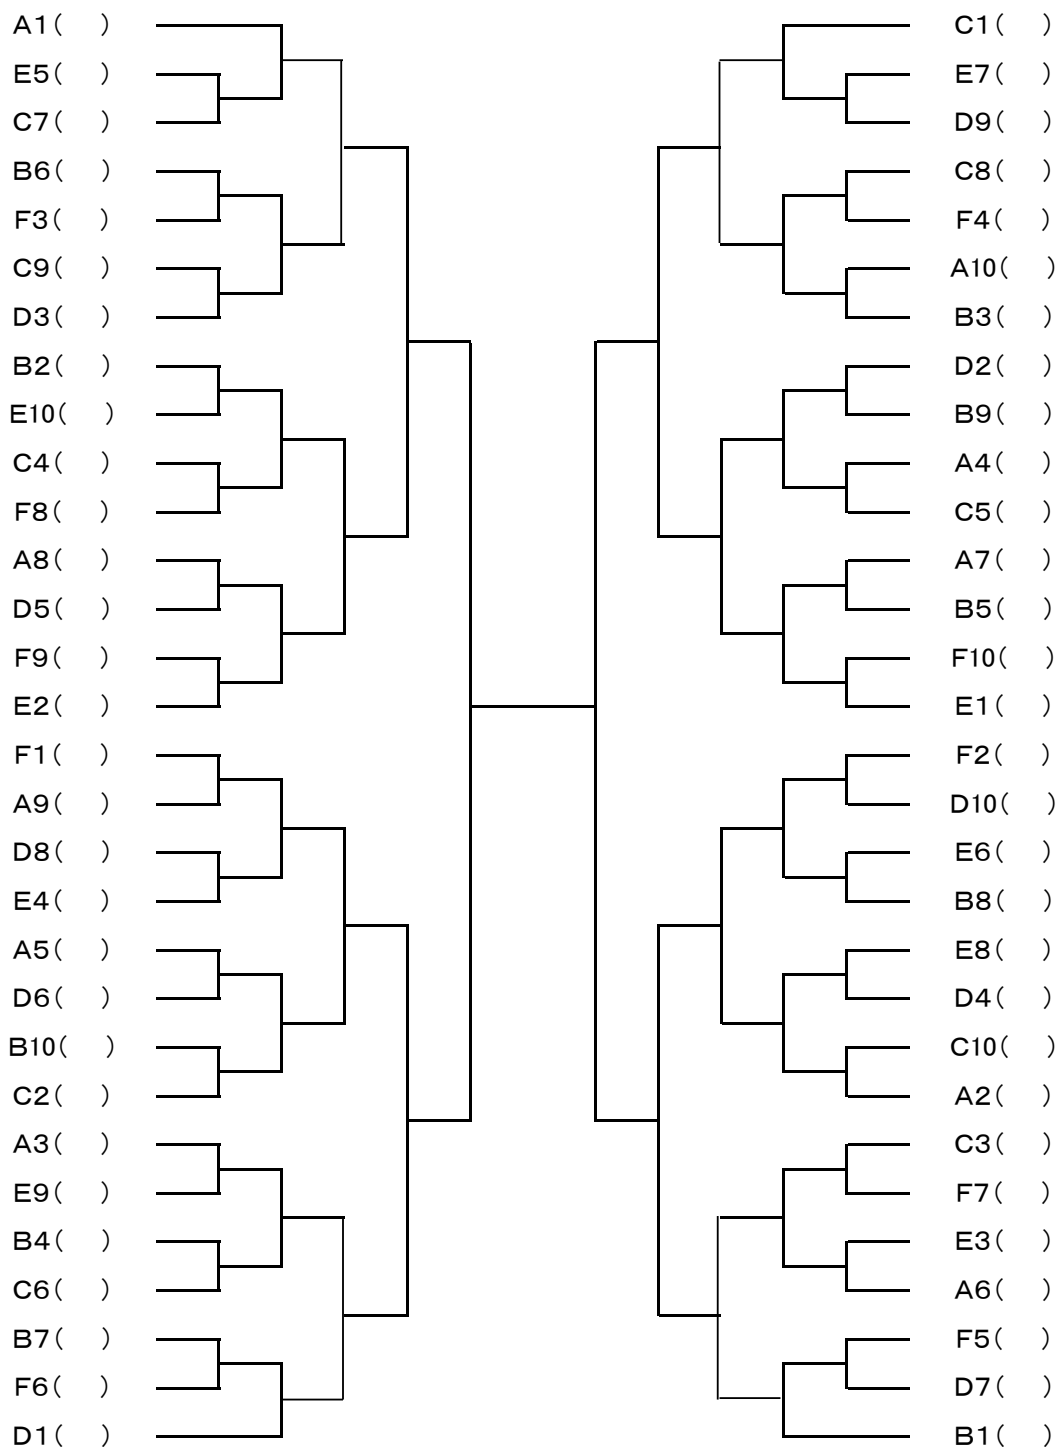 A1(　)
E5(　)
C7(　)
B6(　)
F3(　)
C9(　)
D3(　)
B2(　)
E10(　)
C4(　)
F8(　)
A8(　)
D5(　)
F9(　)
E2(　)
F1(　)
A9(　)
D8(　)
E4(　)
A5(　)
D6(　)
B10(　)
C2(　)
A3(　)
E9(　)
B4(　)
C6(　)
B7(　)
F6(　)
D1(　)
C1(　)
E7(　)
D9(　)
C8(　)
F4(　)
A10(　)
B3(　)
D2(　)
B9(　)
A4(　)
C5(　)
A7(　)
B5(　)
F10(　)
E1(　)
F2(　)
D10(　)
E6(　)
B8(　)
E8(　)
D4(　)
C10(　)
A2(　)
C3(　)
F7(　)
E3(　)
A6(　)
F5(　)
D7(　)
B1(　)